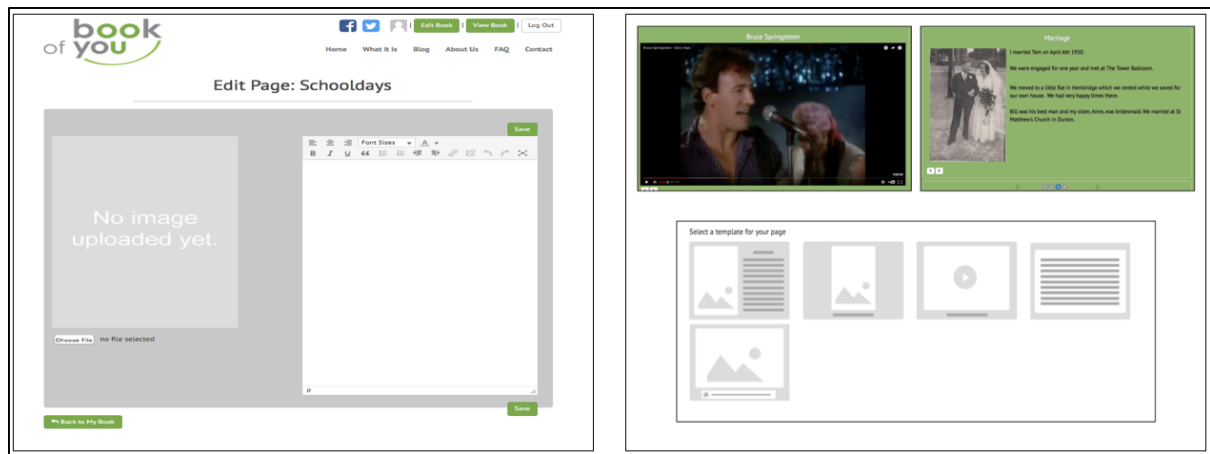 book
of you
Edit Book
View Book
Log Out
Home What it is Blog About Us FAQ Contact
Edit Page: Schooldays
Save
Font Sizes A
B I U
No image
uploaded yet.
Choose File no file selected
P
Save
Back to My Book
Bruce Springsteen
Bruce Springsteen - Glory Days
Marriage
I married Tom on April 6th 1950.
We were engaged for one year and met at The Tower Ballroom.
We moved to a little flat in Hembridge which we rented while we saved for
our own house. We had very happy times there.
Bill was his best man and my sister, Anne, was bridesmaid. We married at St
Matthew's Church in Durton.
Select a template for your page